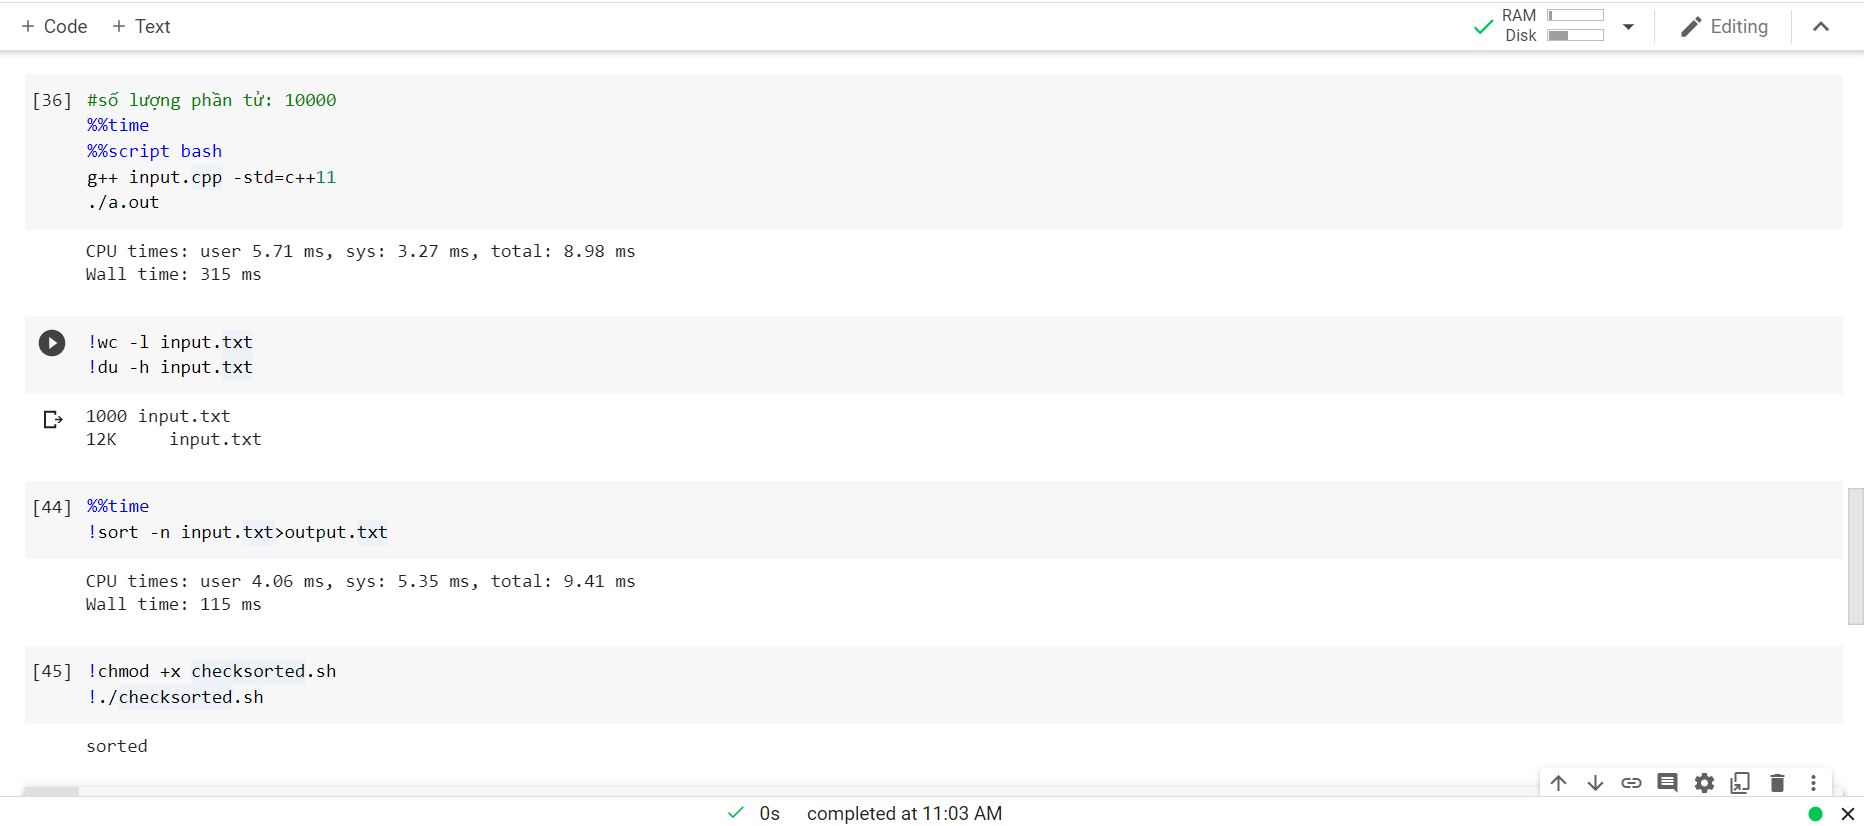 + Code + Text
RAM
Disk
Editing
[36] #số lượng phần tử: 10000
%%time
%%script bash
g++ input.cpp -std=c++11
./a.out
CPU times: user 5.71 ms, sys: 3.27 ms, total: 8.98 ms
Wall time: 315 ms
!wc -l input.txt
!du -h input.txt
1000 input.txt
12K input.txt
[44] %%time
!sort -n input.txt>output.txt
CPU times: user 4.06 ms, sys: 5.35 ms, total: 9.41 ms
Wall time: 115 ms
[45] !chmod +x checksorted.sh
!./checksorted.sh
sorted
0s completed at 11:03 AM